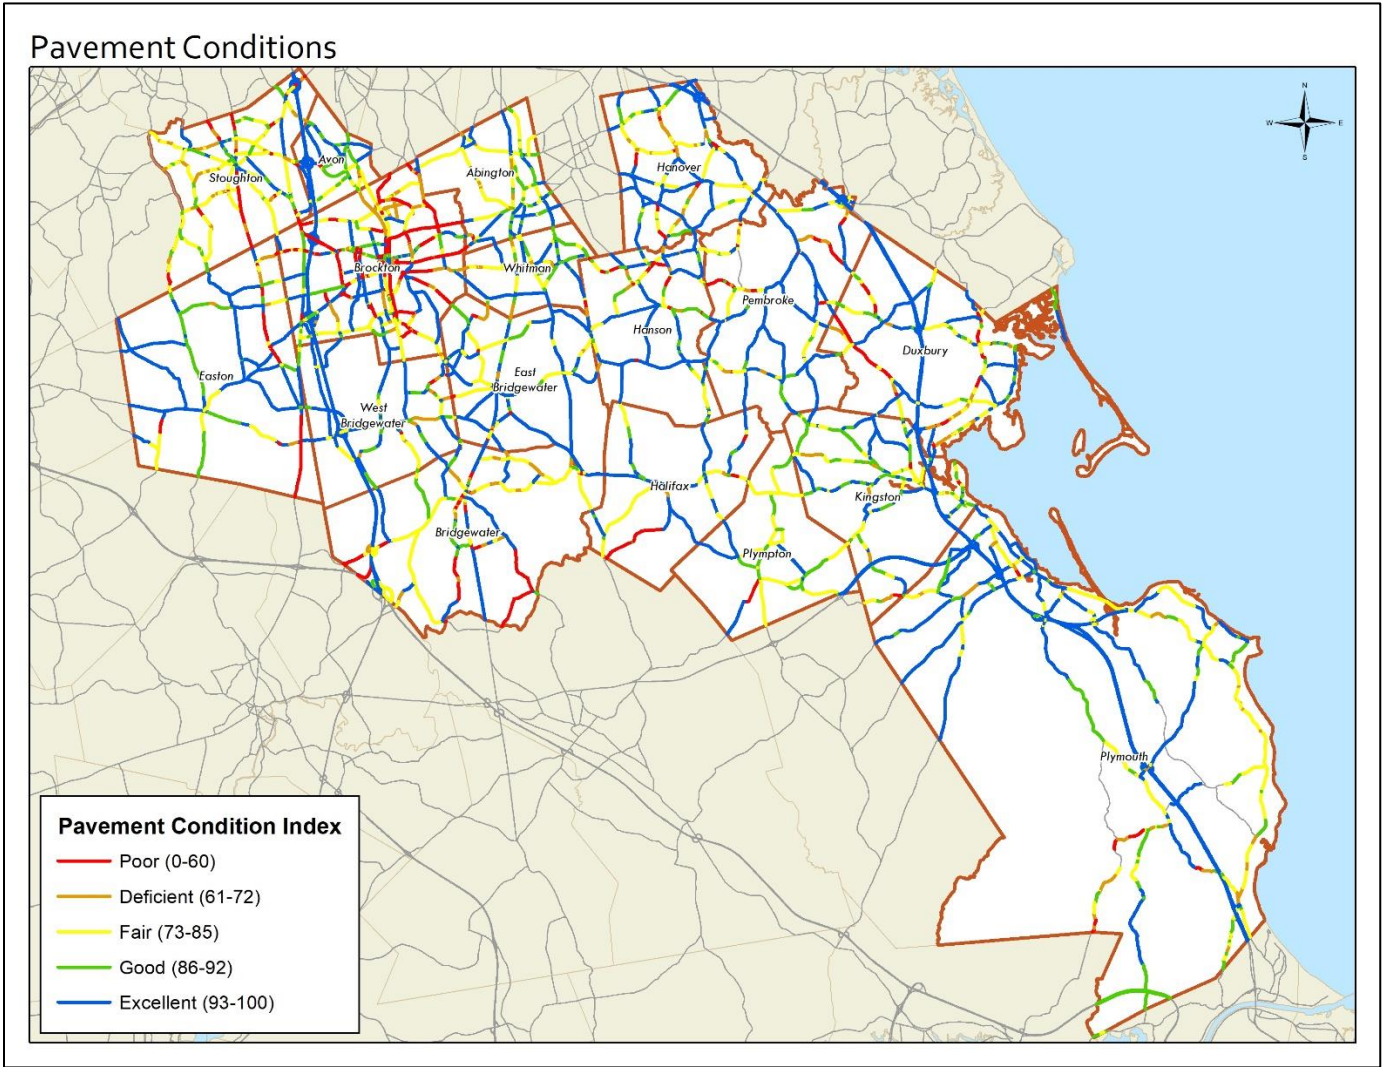 Pavement Conditions
N
W
E
S
Avon
Stoughton
Abington
Hanover
Brockton
Whitman
Pembroke
Hanson
Duxbury
Easton
East
Bridgewater
West
Bridgewater
Halifax
Kingston
Bridgewater
Plympton
Plymouth
Pavement Condition Index
Poor (0-60)
Deficient (61-72)
Fair (73-85)
Good (86-92)
Excellent (93-100)